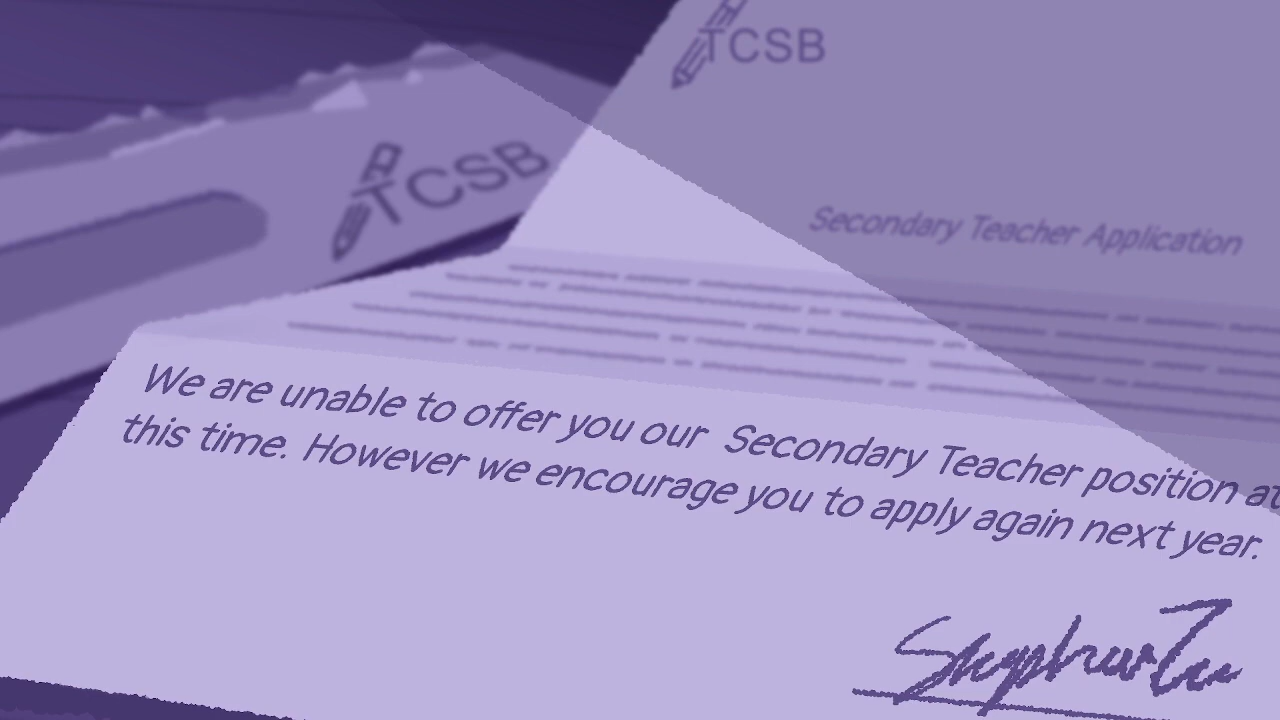 TCSB
TCSB
Secondary Teacher Application
We are unable to offer you our Secondary Teacher position at
this time. However we encourage you to apply again next year.